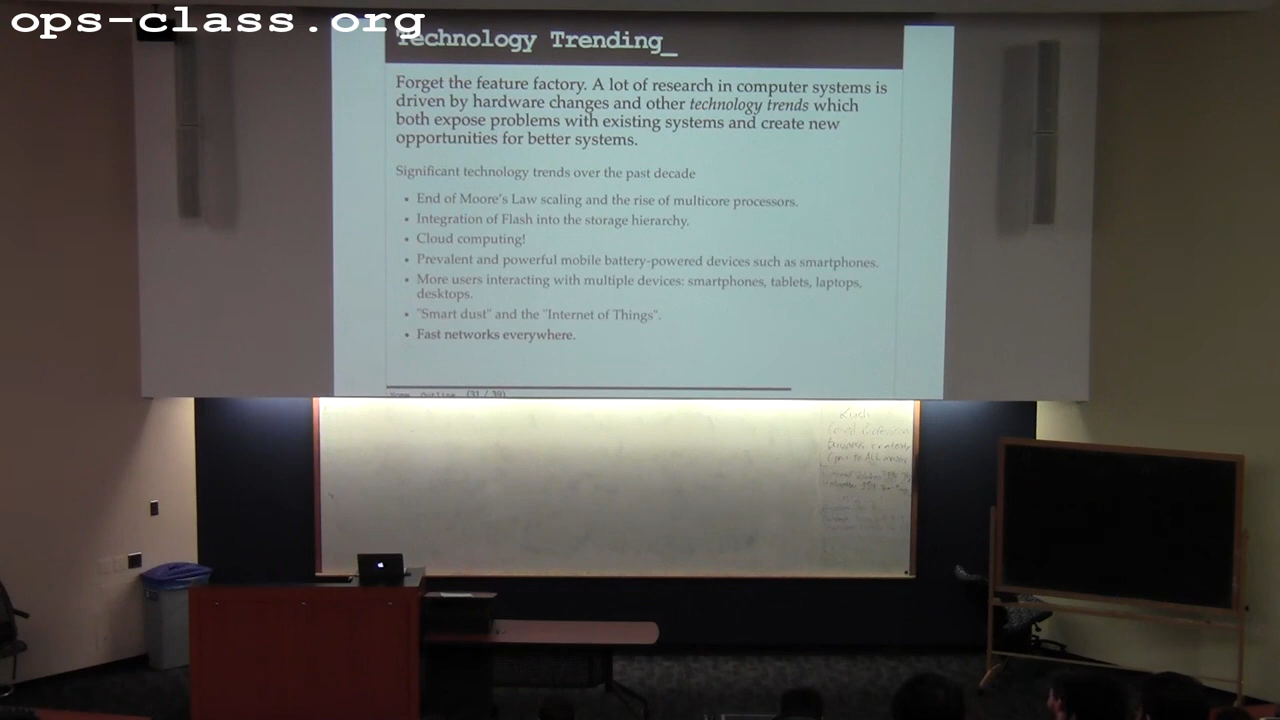 ops-class.org
Technology Trending_
Forget the feature factory. A lot of research in computer systems is
driven by hardware changes and other technology trends which
both expose problems with existing systems and create new
opportunities for better systems.
Significant technology trends over the past decade
• End of Moore's Law scaling and the rise of multicore processors.
• Integration of Flash into the storage hierarchy.
• Cloud computing!
• Prevalent and powerful mobile battery-powered devices such as smartphones.
• More users interacting with multiple devices: smartphones, tablets, laptops,
desktops.
• "Smart dust" and the "Internet of Things".
• Fast networks everywhere.
(31 / 39)